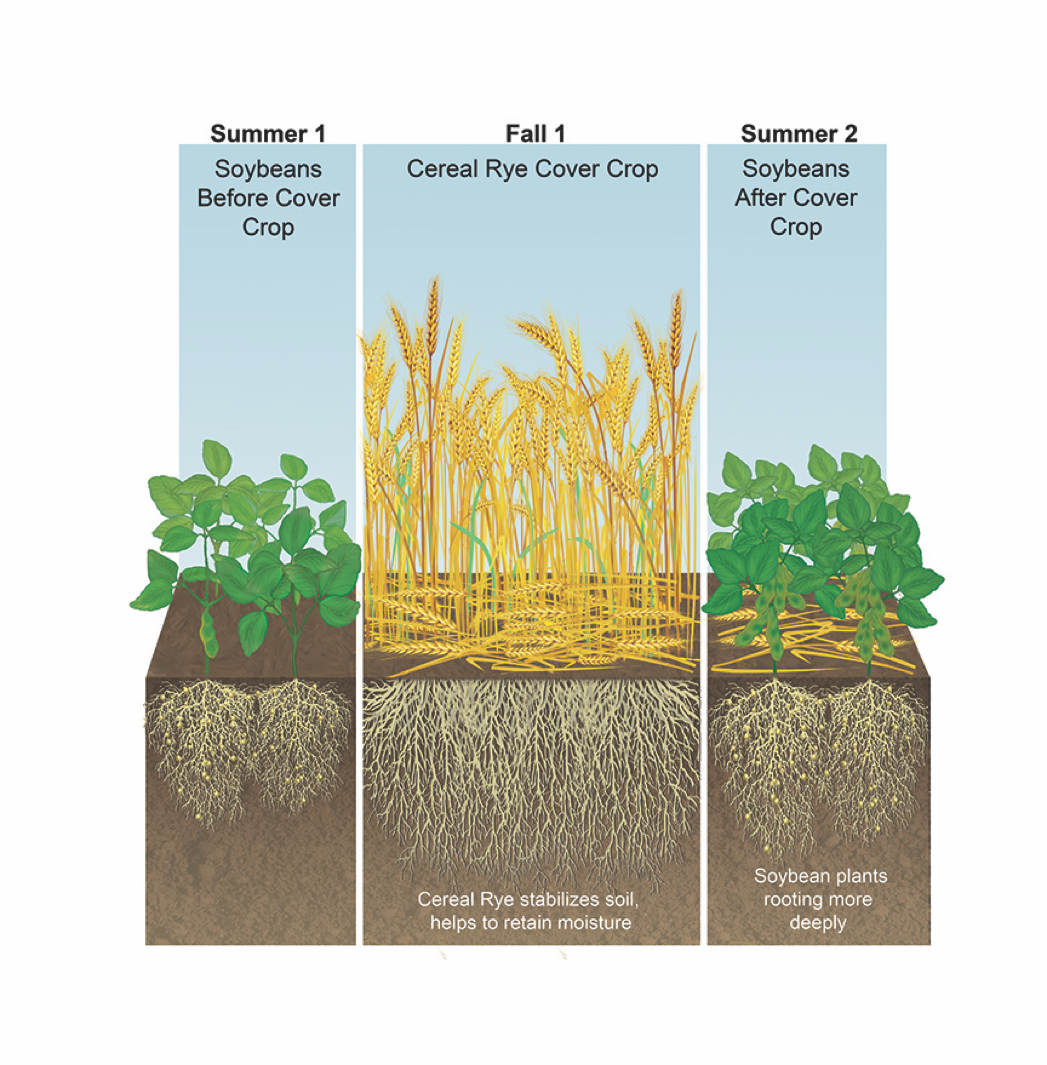 Summer 1
Soybeans
Before Cover
Crop
Fall 1
Cereal Rye Cover Crop
Cereal Rye stabilizes soil,
helps to retain moisture
Summer 2
Soybeans
After Cover
Crop
Soybean plants
rooting more
deeply